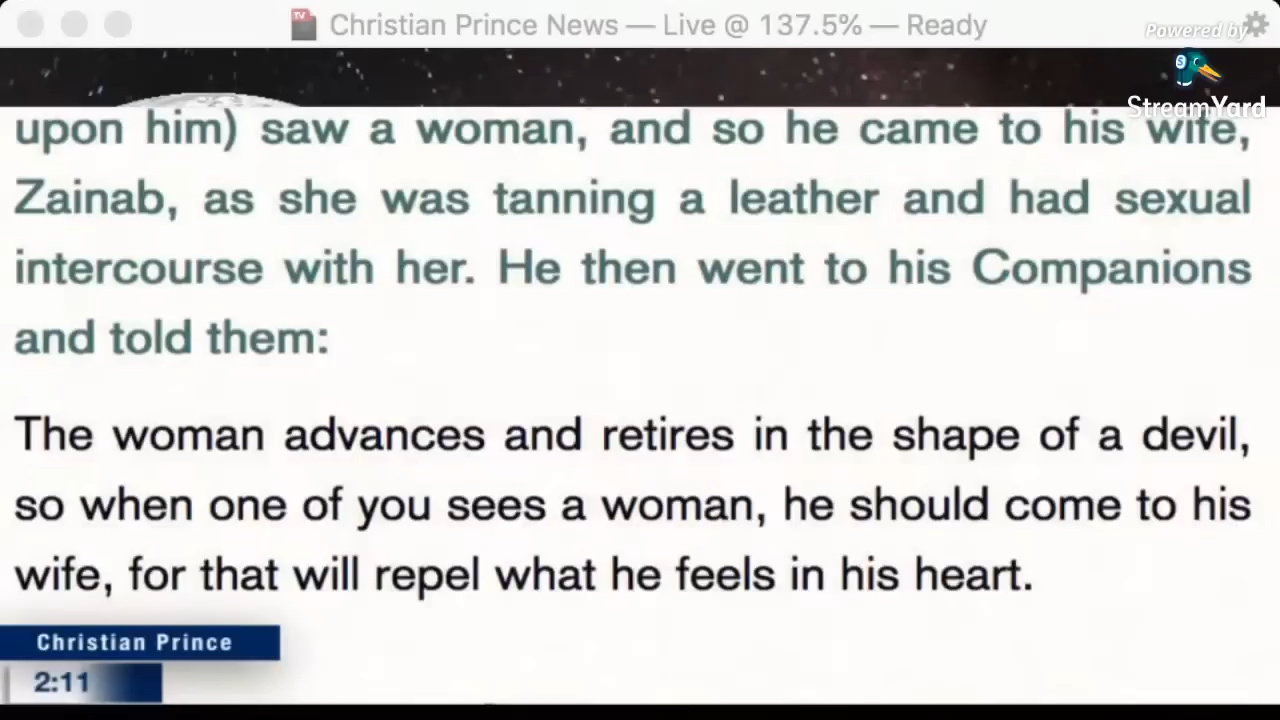 Christian Prince News — Live @ 137.5% — Ready
Powered by
StreamYard
upon him) saw a woman, and so he came to his wife,
Zainab, as she was tanning a leather and had sexual
intercourse with her. He then went to his Companions
and told them:
The woman advances and retires in the shape of a devil,
so when one of you sees a woman, he should come to his
wife, for that will repel what he feels in his heart.
Christian Prince
2:11